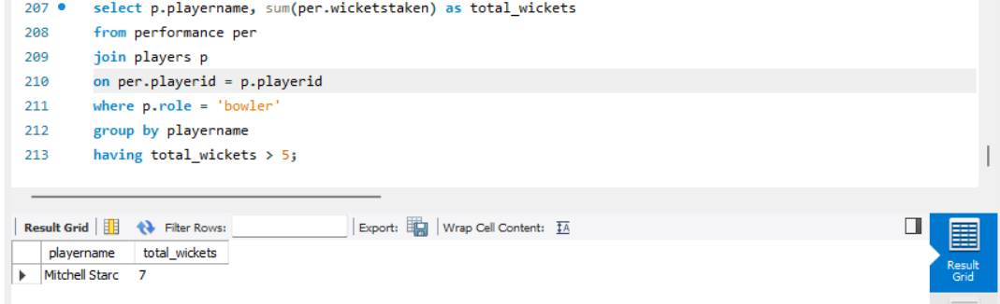 207 select p.playername, sum(per.wicketstaken) as total_wickets
208 from performance per
209 join players p
210 on per.playerid = p.playerid
211 where p.role = 'bowler'
212 group by playername
213 having total_wickets > 5;
Result Grid Filter Rows: Export: Wrap Cell Content: IA
playername total_wickets
Mitchell Starc 7
Result
Grid